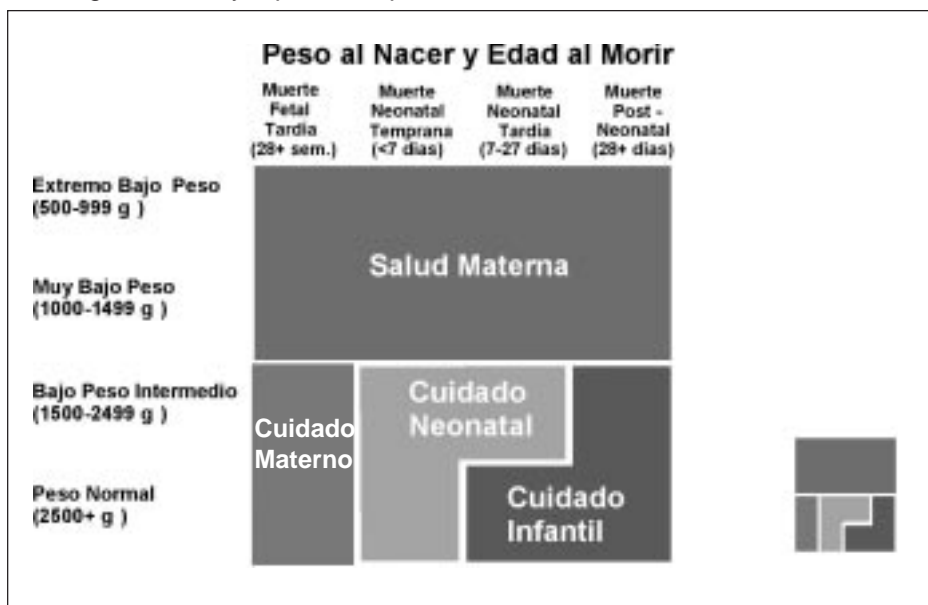 Peso al Nacer y Edad al Morir
Muerte Fetal Tardia (28+ sem.)
Muerte Neonatal Temprana (<7 dias)
Muerte Neonatal Tardia (7-27 dias)
Muerte Post - Neonatal (28+ dias)
Extremo Bajo Peso
(500-999 g )
Salud Materna
Muy Bajo Peso
(1000-1499 g )
Bajo Peso Intermedio
(1500-2499 g )
Cuidado
Materno
Cuidado
Neonatal
Peso Normal
(2500+ g )
Cuidado
Infantil